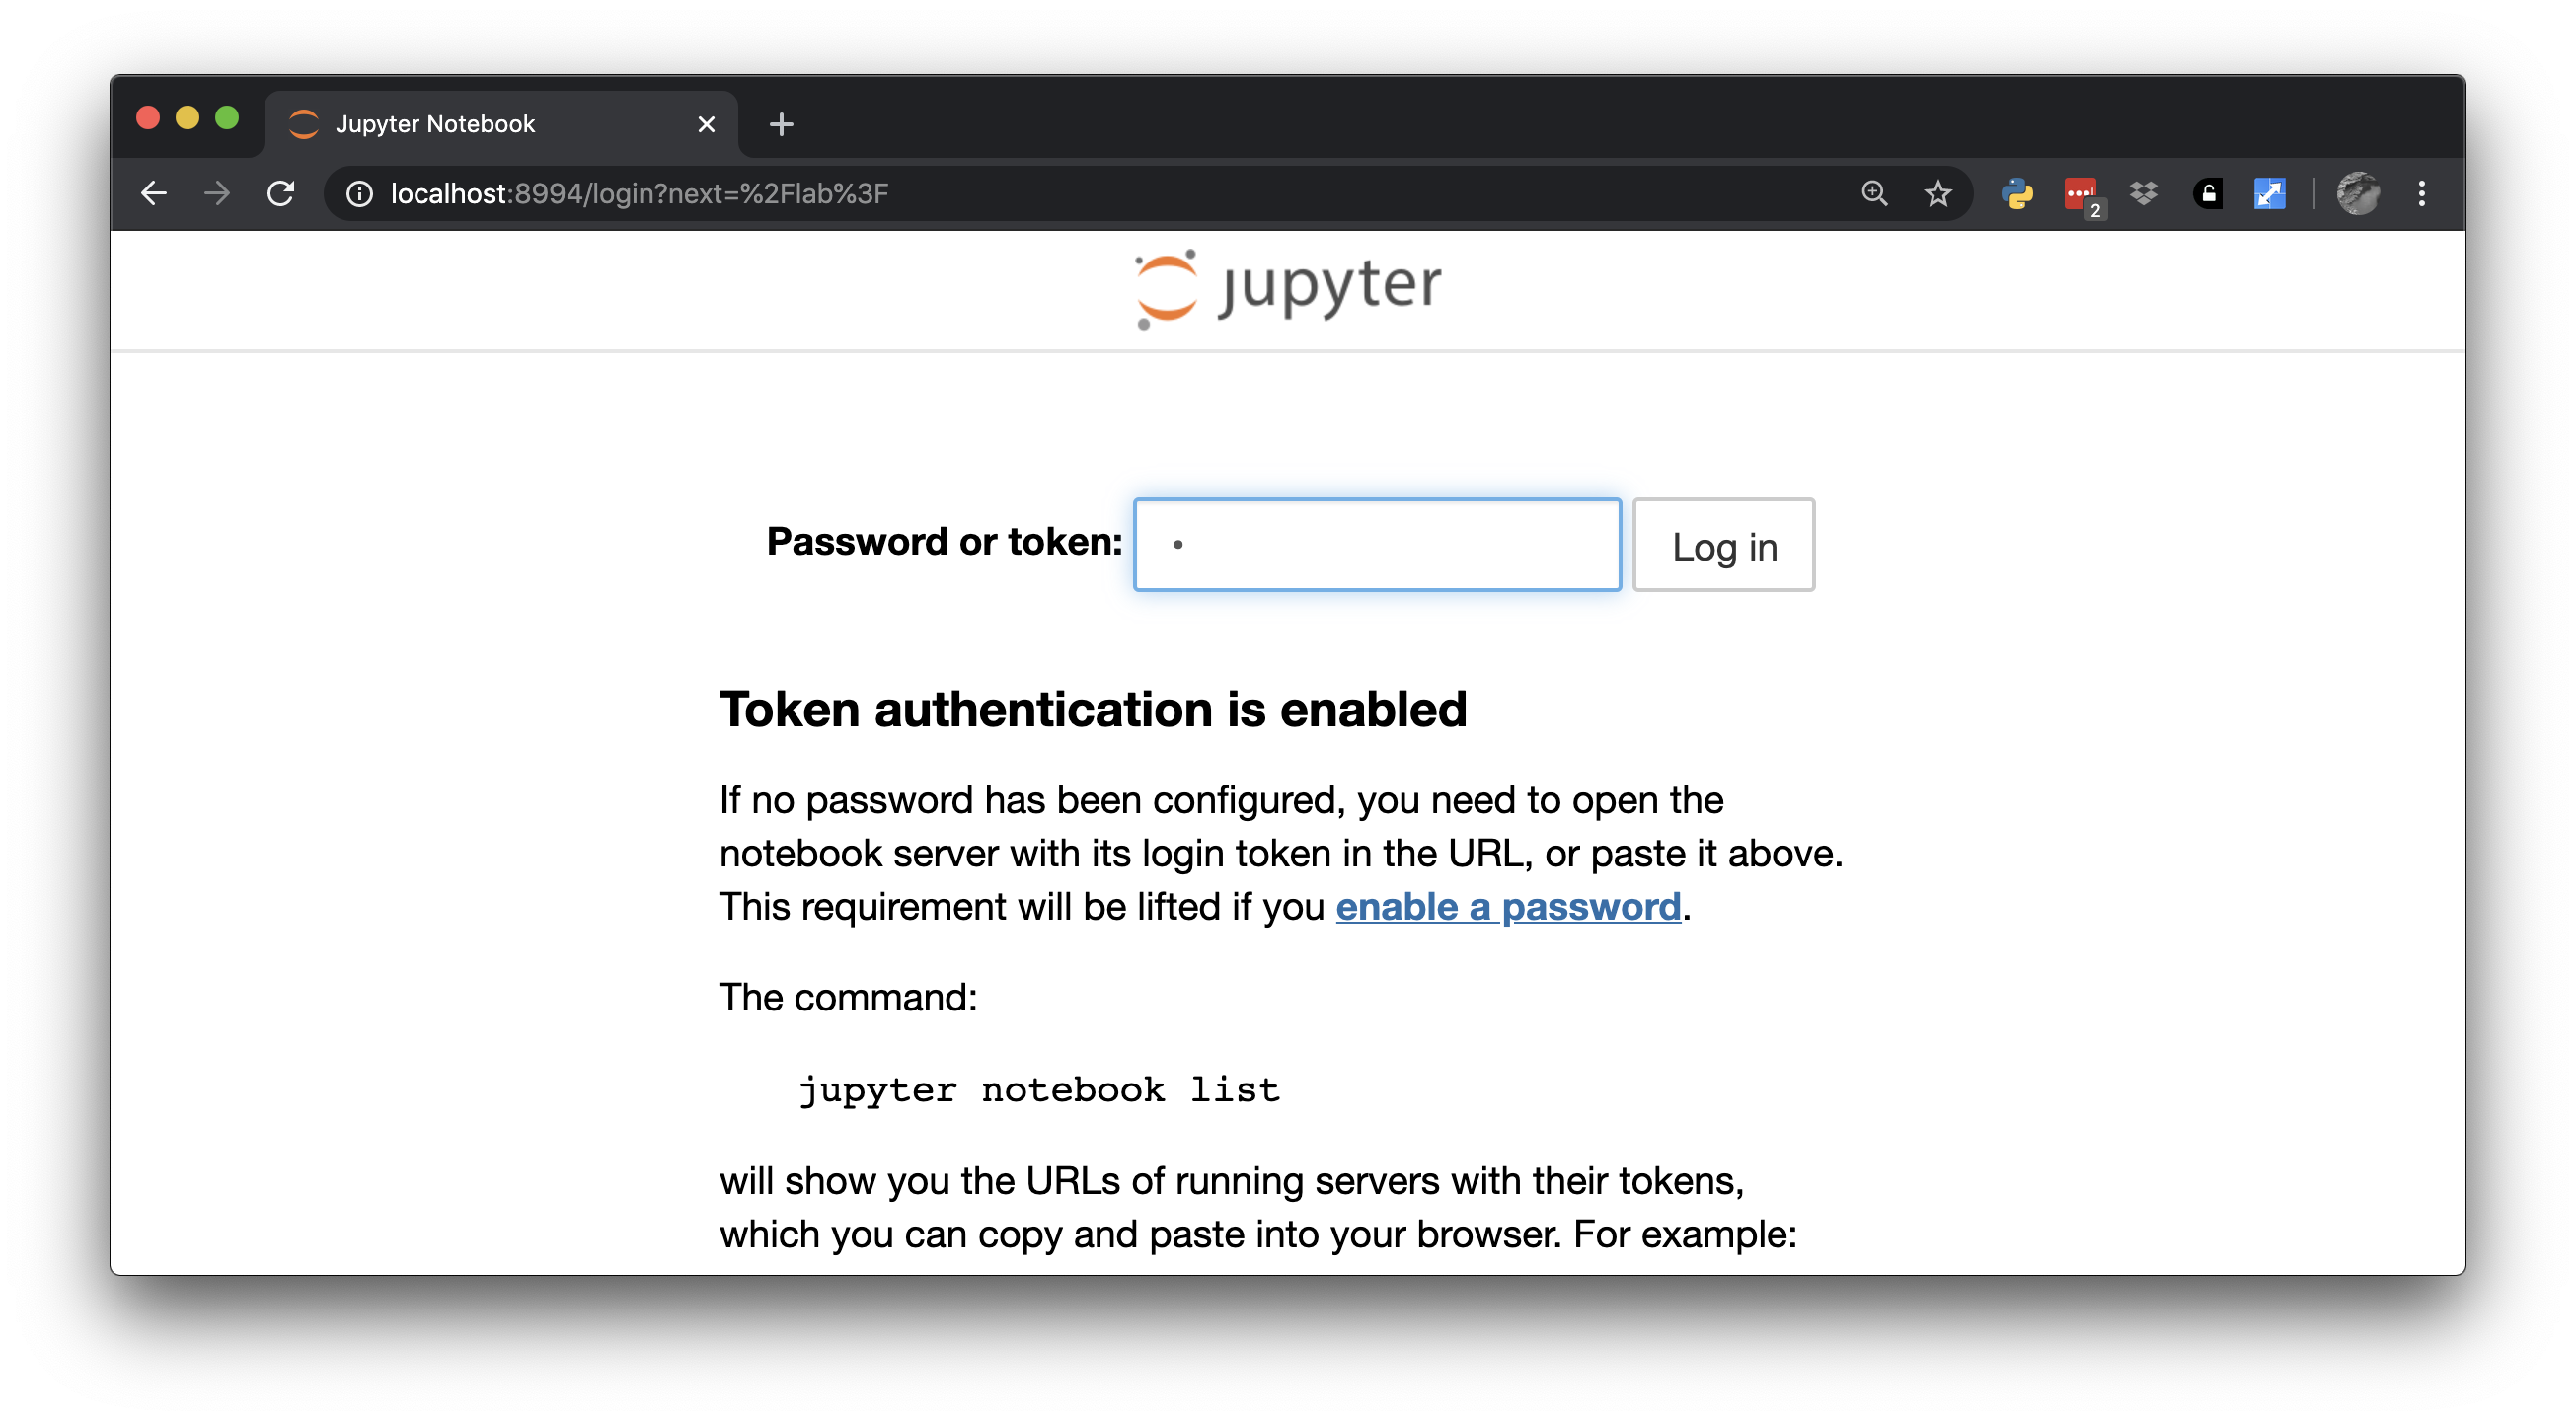 Jupyter Notebook
localhost:8994/login?next=%2Flab%3F
2
jupyter
Password or token:
Log in
Token authentication is enabled
If no password has been configured, you need to open the
notebook server with its login token in the URL, or paste it above.
This requirement will be lifted if you enable a password.
The command:
jupyter notebook list
will show you the URLs of running servers with their tokens,
which you can copy and paste into your browser. For example: